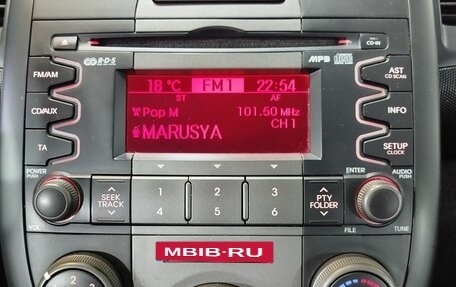 R·D·S
MP3
CD-IN
FM/AM
18 °C FM1 22:54
ST AF
AST
CD SCAN
CD/AUX
Pop M 101.50 MHz
CH 1
MARUSYA
INFO
TA
SETUP
CLOCK
POWER
PUSH
ENTER
AUDIO
PUSH
SEEK
TRACK
1 2 3
4 5 6
PTY
FOLDER
VOL
FILE
TUNE
MBIB-RU